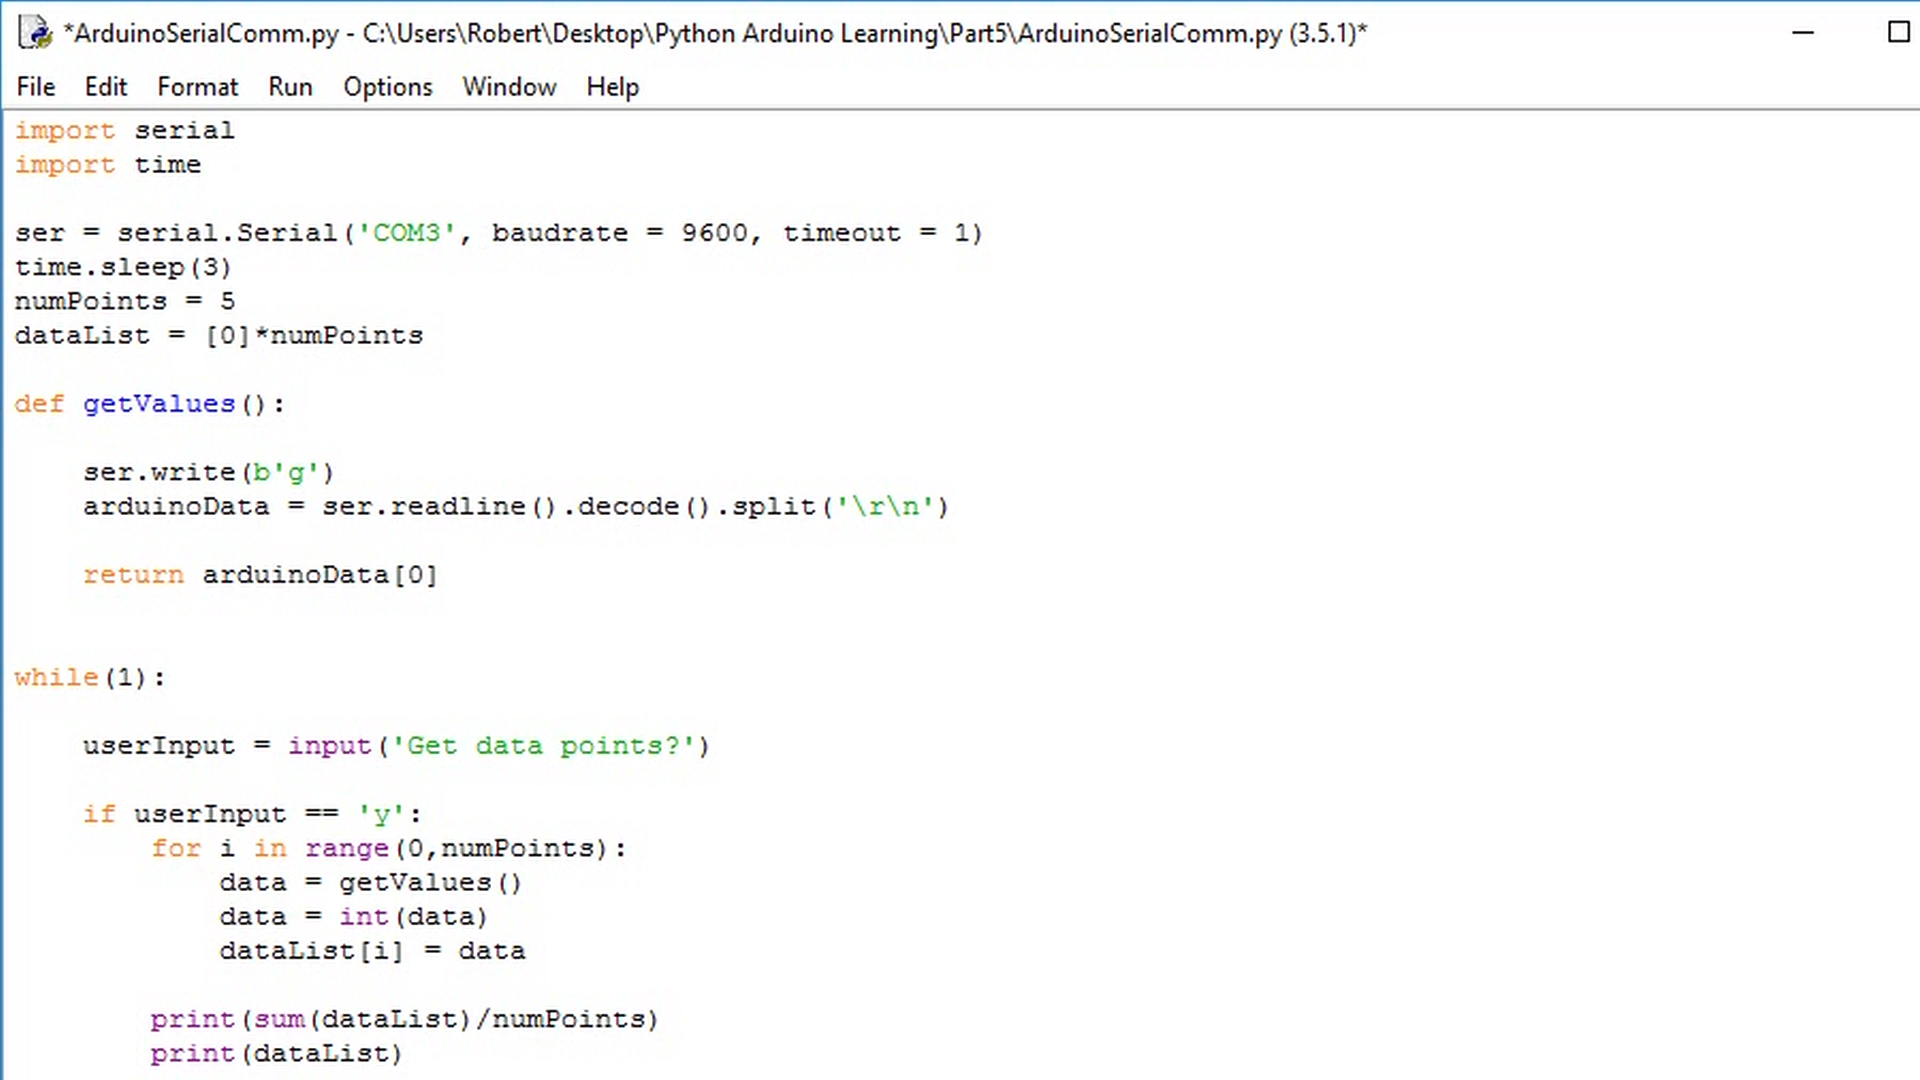 *ArduinoSerialComm.py - C:\Users\Robert\Desktop\Python Arduino Learning\Part5\ArduinoSerialComm.py (3.5.1)*
File Edit Format Run Options Window Help
import serial
import time
ser = serial.Serial('COM3', baudrate = 9600, timeout = 1)
time.sleep(3)
numPoints = 5
dataList = [0]*numPoints
def getValues():
    ser.write(b'g')
    arduinoData = ser.readline().decode().split('\r\n')
    return arduinoData[0]
while(1):
    userInput = input('Get data points?')
    if userInput == 'y':
        for i in range(0,numPoints):
            data = getValues()
            data = int(data)
            dataList[i] = data
        print(sum(dataList)/numPoints)
        print(dataList)